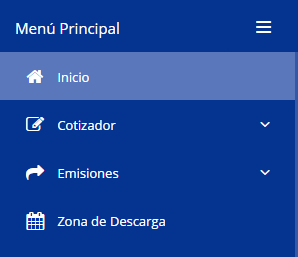 Menú Principal
Inicio
Cotizador
Emisiones
Zona de Descarga